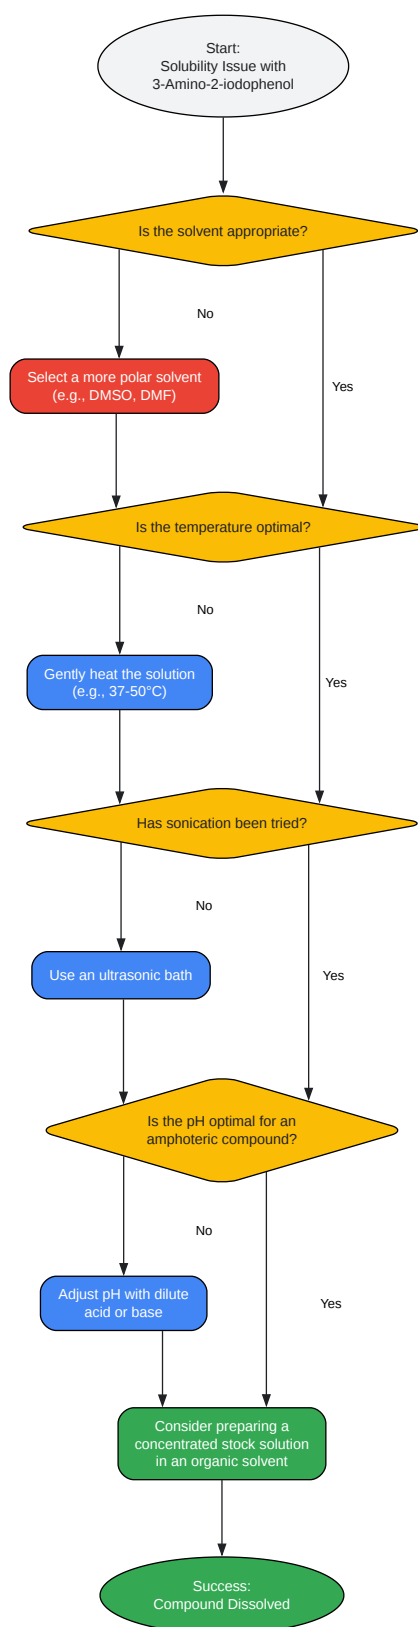 Start:
Solubility Issue with
3-Amino-2-iodophenol
Is the solvent appropriate?
No
Select a more polar solvent
(e.g., DMSO, DMF)
Yes
Is the temperature optimal?
No
Gently heat the solution
(e.g., 37-50°C)
Yes
Has sonication been tried?
No
Use an ultrasonic bath
Yes
Is the pH optimal for an
amphoteric compound?
No
Adjust pH with dilute
acid or base
Yes
Consider preparing a
concentrated stock solution
in an organic solvent
Success:
Compound Dissolved